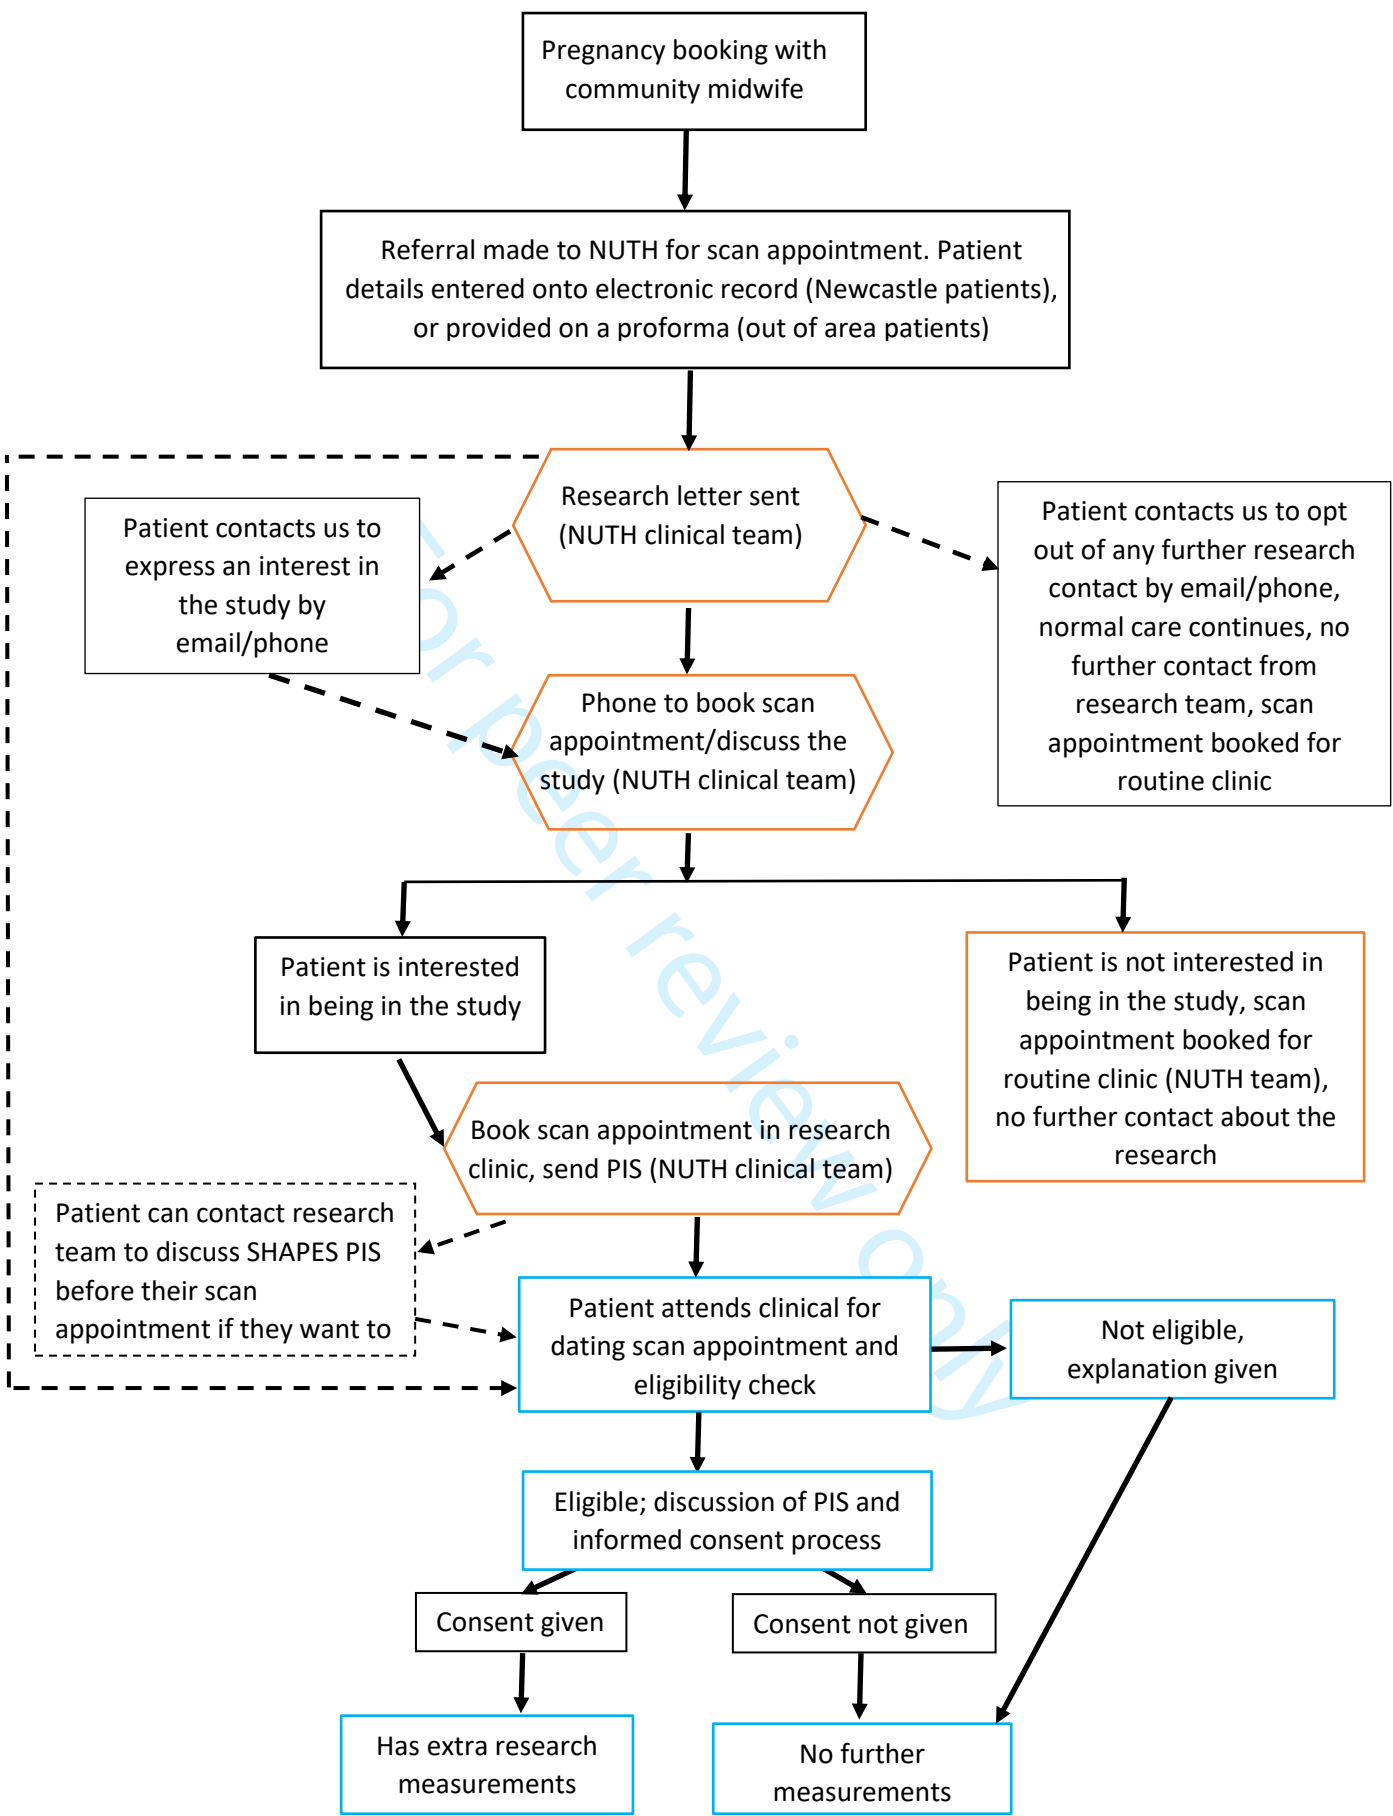 Pregnancy booking with
community midwife
Referral made to NUTH for scan appointment. Patient
details entered onto electronic record (Newcastle patients),
or provided on a proforma (out of area patients)
Research letter sent
(NUTH clinical team)
Patient contacts us to
express an interest in
the study by
email/phone
Patient contacts us to opt
out of any further research
contact by email/phone,
normal care continues, no
further contact from
research team, scan
appointment booked for
routine clinic
Phone to book scan
appointment/discuss the
study (NUTH clinical team)
Patient is interested
in being in the study
Patient is not interested in
being in the study, scan
appointment booked for
routine clinic (NUTH team),
no further contact about the
research
Book scan appointment in research
clinic, send PIS (NUTH clinical team)
Patient can contact research
team to discuss SHAPES PIS
before their scan
appointment if they want to
Patient attends clinical for
dating scan appointment and
eligibility check
Not eligible,
explanation given
Eligible; discussion of PIS and
informed consent process
Consent given
Consent not given
Has extra research
measurements
No further
measurements
For peer review only